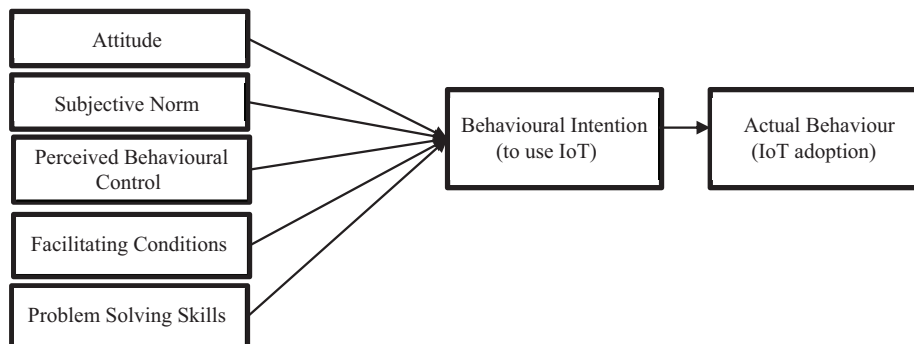 Attitude
Subjective Norm
Perceived Behavioural
Control
Facilitating Conditions
Problem Solving Skills
Behavioural Intention
(to use IoT)
Actual Behaviour
(IoT adoption)